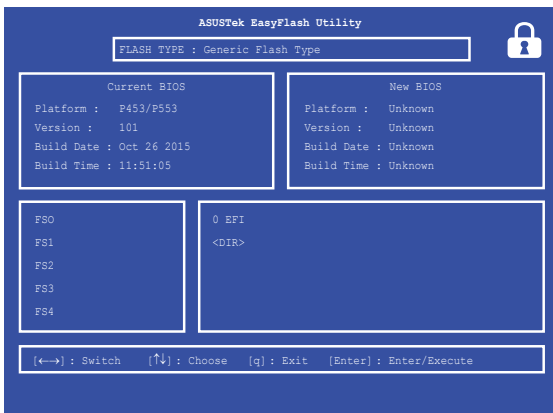 ASUSTek EasyFlash Utility
FLASH TYPE : Generic Flash Type
Current BIOS
Platform : P453/P553
Version : 101
Build Date : Oct 26 2015
Build Time : 11:51:05
New BIOS
Platform : Unknown
Version : Unknown
Build Date : Unknown
Build Time : Unknown
FSO
FS1
FS2
FS3
FS4
0 EFI
<DIR>
[←→] : Switch [↑↓] : Choose [q] : Exit [Enter] : Enter/Execute